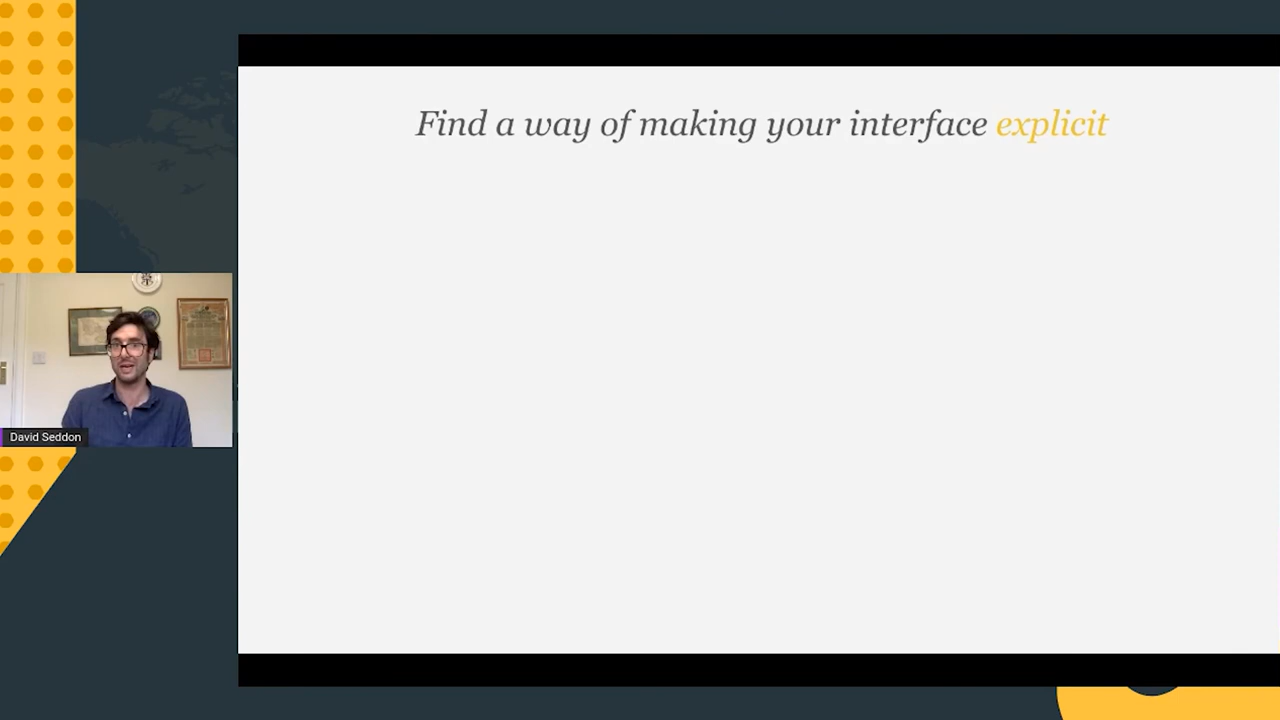 Find a way of making your interface explicit
David Seddon